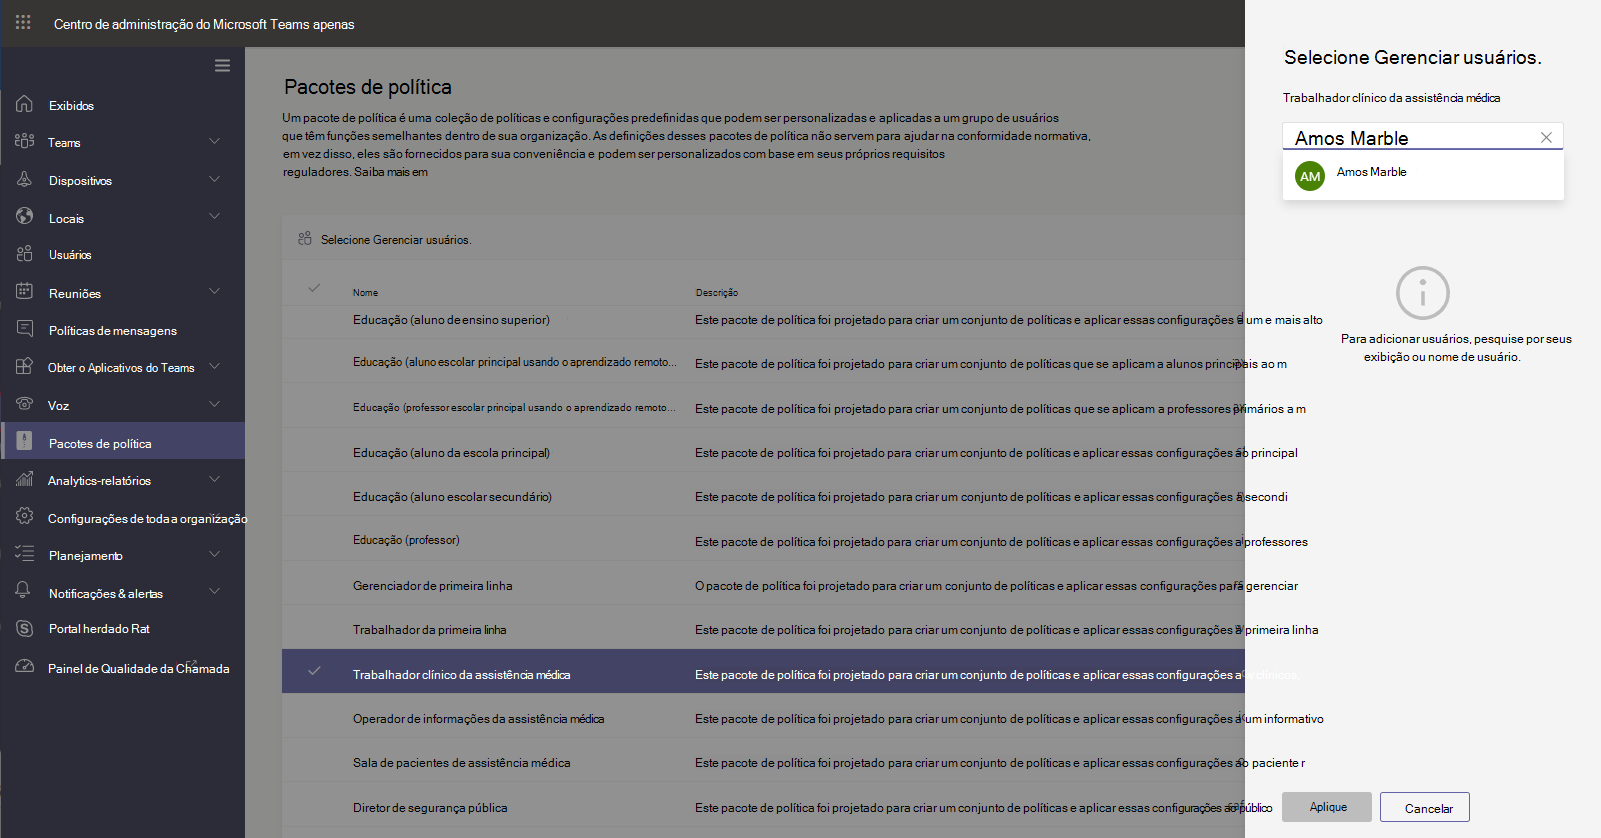 Centro de administração do Microsoft Teams apenas
Exibidos
Teams
Dispositivos
Locais
Usuários
Reuniões
Políticas de mensagens
Obter o Aplicativos do Teams
Voz
Pacotes de política
Analytics-relatórios
Configurações de toda a organização
Planejamento
Notificações & alertas
Portal herdado Rat
Painel de Qualidade da Chamada
Pacotes de política
Um pacote de política é uma coleção de políticas e configurações predefinidas que podem ser personalizadas e aplicadas a um grupo de usuários
que têm funções semelhantes dentro de sua organização. As definições desses pacotes de política não servem para ajudar na conformidade normativa,
em vez disso, eles são fornecidos para sua conveniência e podem ser personalizados com base em seus próprios requisitos
reguladores. Saiba mais em
Selecione Gerenciar usuários.
Nome Descrição
Educação (aluno de ensino superior) Este pacote de política foi projetado para criar um conjunto de políticas e aplicar essas configurações a um e mais alto
Educação (aluno escolar principal usando o aprendizado remoto... Este pacote de política foi projetado para criar um conjunto de políticas que se aplicam a alunos principais ao m
Educação (professor escolar principal usando o aprendizado remoto... Este pacote de política foi projetado para criar um conjunto de políticas que se aplicam a professores primários a m
Educação (aluno da escola principal) Este pacote de política foi projetado para criar um conjunto de políticas e aplicar essas configurações ao principal
Educação (aluno escolar secundário) Este pacote de política foi projetado para criar um conjunto de políticas e aplicar essas configurações a secondi
Educação (professor) Este pacote de política foi projetado para criar um conjunto de políticas e aplicar essas configurações a professores
Gerenciador de primeira linha O pacote de política foi projetado para criar um conjunto de políticas e aplicar essas configurações para gerenciar
Trabalhador da primeira linha Este pacote de política foi projetado para criar um conjunto de políticas e aplicar essas configurações a primeira linha
Trabalhador clínico da assistência médica Este pacote de política foi projetado para criar um conjunto de políticas e aplicar essas configurações a clínicos.
Operador de informações da assistência médica Este pacote de política foi projetado para criar um conjunto de políticas e aplicar essas configurações a um informativo
Sala de pacientes de assistência médica Este pacote de política foi projetado para criar um conjunto de políticas e aplicar essas configurações ao paciente r
Diretor de segurança pública Este pacote de política foi projetado para criar um conjunto de políticas e aplicar essas configurações ao público
Selecione Gerenciar usuários.
Trabalhador clínico da assistência médica
Amos Marble
AM Amos Marble
Para adicionar usuários, pesquise por seus
exibição ou nome de usuário.
Aplique Cancelar